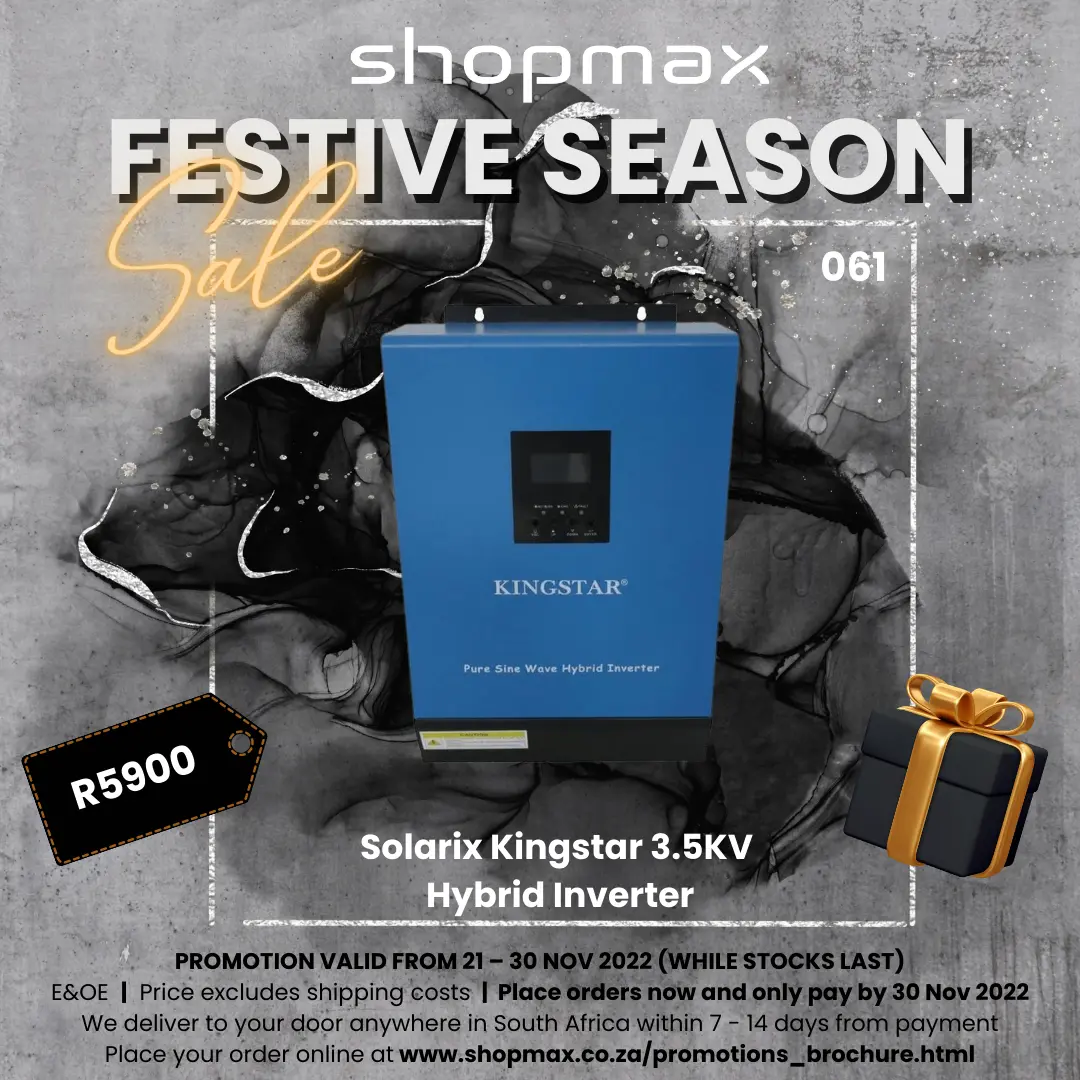 shopmax
FESTIVE SEASON
Sale
061
KINGSTAR®
Pure Sine Wave Hybrid Inverter
R5900
Solarix Kingstar 3.5KV
Hybrid Inverter
PROMOTION VALID FROM 21 – 30 NOV 2022 (WHILE STOCKS LAST)
E&OE | Price excludes shipping costs | Place orders now and only pay by 30 Nov 2022
We deliver to your door anywhere in South Africa within 7 - 14 days from payment
Place your order online at www.shopmax.co.za/promotions_brochure.html